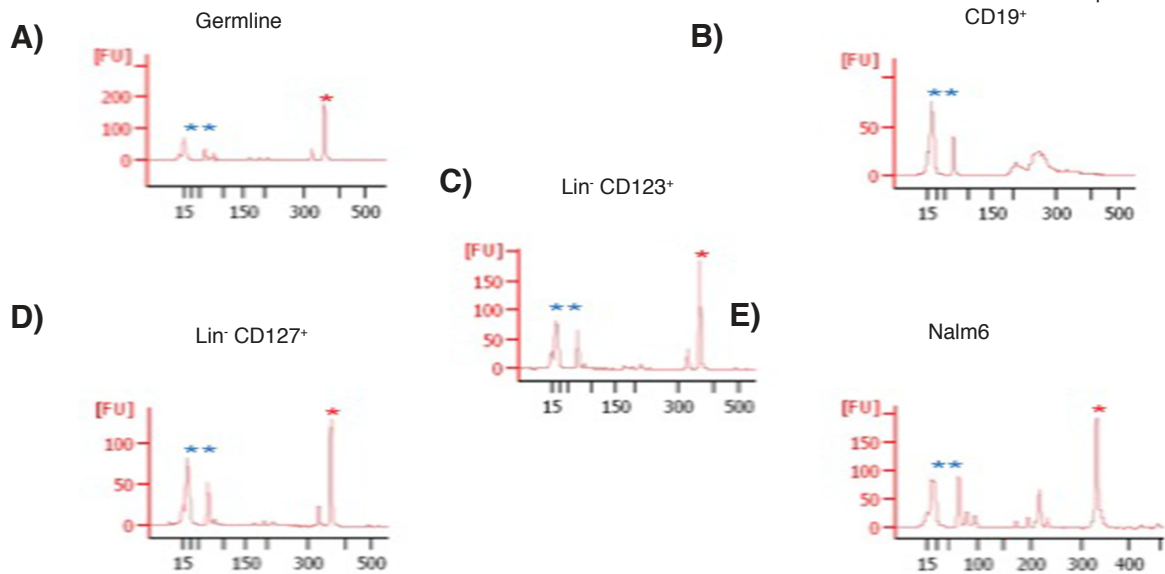 A)
Germline
[FU]
200
100
0
* *
*
15 150 300 500
B)
CD19⁺
[FU]
50
0
* *
15 150 300 500
C)
Lin⁻ CD123⁺
[FU]
150
100
50
0
* *
*
15 150 300 500
D)
Lin⁻ CD127⁺
[FU]
100
50
0
* *
*
15 150 300 500
E)
Nalm6
[FU]
150
100
50
0
* *
*
15 100 200 300 400